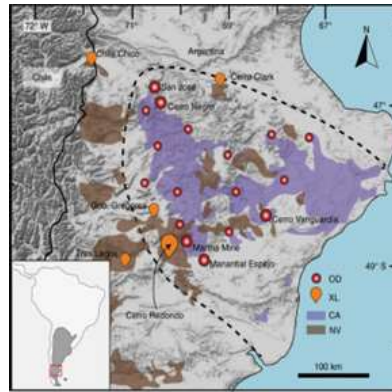 72° W
71
69
67
Chile Chico
Argentina
Cerro Clark
Chile
San José
Cerro Negro
N
47
Gob. Gregores
Cerro Vanguardia
Tres Lagos
Martha Mine
Manantial Espejo
49° S
Cerro Redondo
OD
XL
CA
NV
100 km